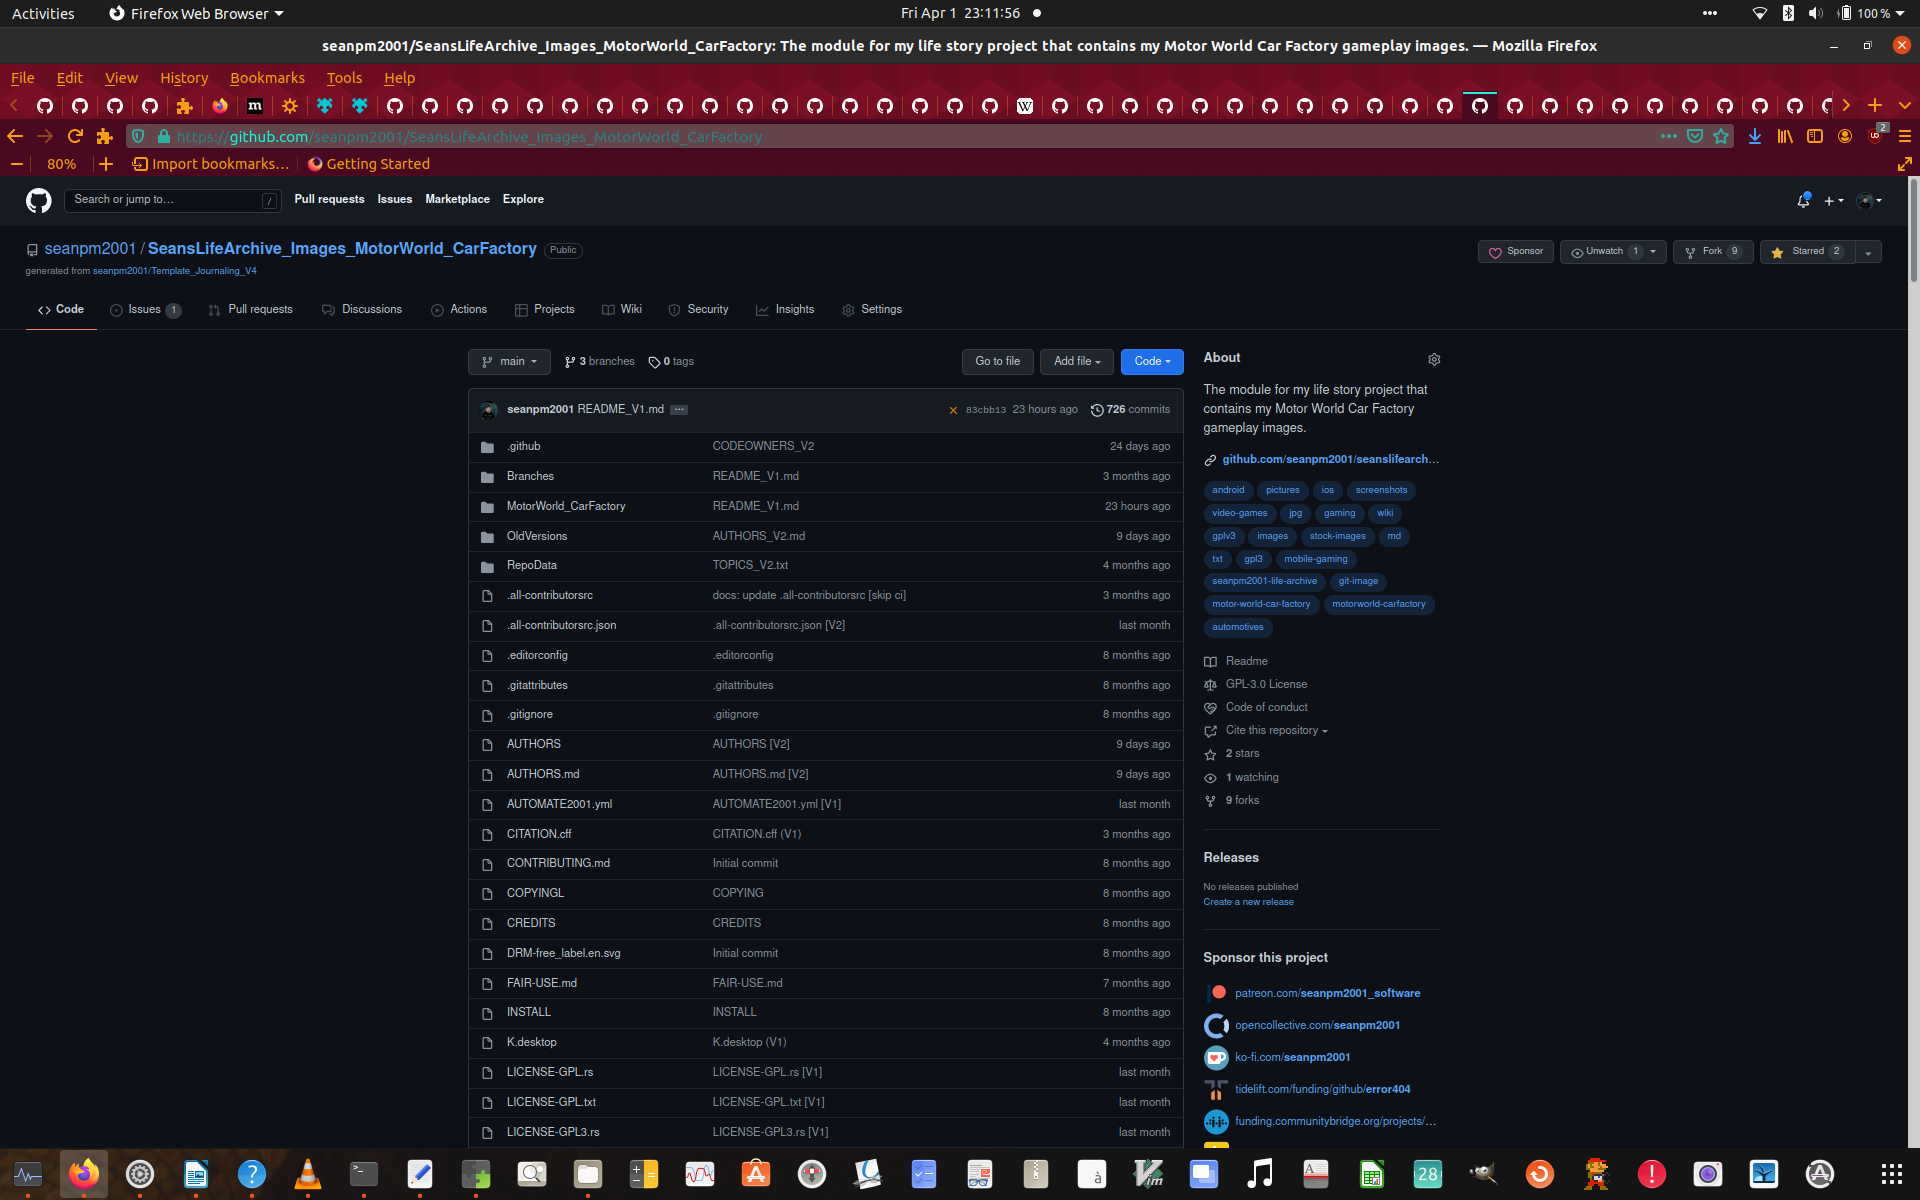 Activities Firefox Web Browser Fri Apr 1 23:11:56 100 %
seanpm2001/SeansLifeArchive_Images_MotorWorld_CarFactory: The module for my life story project that contains my Motor World Car Factory gameplay images. — Mozilla Firefox
File Edit View History Bookmarks Tools Help
https://github.com/seanpm2001/SeansLifeArchive_Images_MotorWorld_CarFactory 2
80% Import bookmarks... Getting Started
Search or jump to... / Pull requests Issues Marketplace Explore
seanpm2001 / SeansLifeArchive_Images_MotorWorld_CarFactory Public
Sponsor Unwatch 1 Fork 9 Starred 2
generated from seanpm2001/Template_Journaling_V4
Code Issues 1 Pull requests Discussions Actions Projects Wiki Security Insights Settings
main 3 branches 0 tags Go to file Add file Code
seanpm2001 README_V1.md 83cbb13 23 hours ago 726 commits
.github CODEOWNERS_V2 24 days ago
Branches README_V1.md 3 months ago
MotorWorld_CarFactory README_V1.md 23 hours ago
OldVersions AUTHORS_V2.md 9 days ago
RepoData TOPICS_V2.txt 4 months ago
.all-contributorsrc docs: update .all-contributorsrc [skip ci] 3 months ago
.all-contributorsrc.json .all-contributorsrc.json [V2] last month
.editorconfig .editorconfig 8 months ago
.gitattributes .gitattributes 8 months ago
.gitignore .gitignore 8 months ago
AUTHORS AUTHORS [V2] 9 days ago
AUTHORS.md AUTHORS.md [V2] 9 days ago
AUTOMATE2001.yml AUTOMATE2001.yml [V1] last month
CITATION.cff CITATION.cff (V1) 3 months ago
CONTRIBUTING.md Initial commit 8 months ago
COPYINGL COPYING 8 months ago
CREDITS CREDITS 8 months ago
DRM-free_label.en.svg Initial commit 8 months ago
FAIR-USE.md FAIR-USE.md 7 months ago
INSTALL INSTALL 8 months ago
K.desktop K.desktop (V1) 4 months ago
LICENSE-GPL.rs LICENSE-GPL.rs [V1] last month
LICENSE-GPL.txt LICENSE-GPL.txt [V1] last month
LICENSE-GPL3.rs LICENSE-GPL3.rs [V1] last month
About
The module for my life story project that
contains my Motor World Car Factory
gameplay images.
github.com/seanpm2001/seanslifearch...
android pictures ios screenshots
video-games jpg gaming wiki
gplv3 images stock-images md
txt gpl3 mobile-gaming
seanpm2001-life-archive git-image
motor-world-car-factory motorworld-carfactory
automotives
Readme
GPL-3.0 License
Code of conduct
Cite this repository
2 stars
1 watching
9 forks
Releases
No releases published
Create a new release
Sponsor this project
patreon.com/seanpm2001_software
opencollective.com/seanpm2001
ko-fi.com/seanpm2001
tidelift.com/funding/github/error404
funding.communitybridge.org/projects/...
28